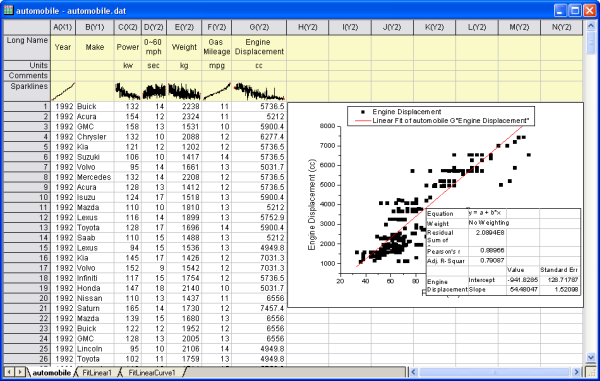 automobile - automobile.dat
A(X1) B(Y1) C(X2) D(Y2) E(Y2) F(Y2) G(Y2) H(Y2) I(Y2) J(Y2) K(Y2) L(Y2) M(Y2) N(Y2)
Long Name Year Make Power 0~60 mph Weight Gas Mileage Engine Displacement
Units kw sec kg mpg cc
Comments
Sparklines
1 1992 Buick 132 14 2238 11 5736.5
2 1992 Acura 154 12 2324 11 5212
3 1992 GMC 158 13 1531 10 5900.4
4 1992 Chrysler 132 10 2088 12 6277.4
5 1992 Kia 121 12 1202 12 5736.5
6 1992 Suzuki 106 10 1417 14 5736.5
7 1992 Volvo 95 14 1661 13 5031.7
8 1992 Mercedes 132 14 2208 12 5736.5
9 1992 Acura 128 13 1412 12 5736.5
10 1992 Isuzu 124 17 1518 13 5900.4
11 1992 Mazda 110 10 1810 13 5212
12 1992 Lexus 116 14 1899 12 5752.9
13 1992 Toyota 128 17 1696 14 5900.4
14 1992 Saab 110 15 1488 13 5212
15 1992 Lexus 94 15 1536 13 4949.8
16 1992 Kia 145 17 1426 12 7031.3
17 1992 Volvo 152 9 1542 12 7031.3
18 1992 Infiniti 117 15 1754 12 5736.5
19 1992 Honda 147 18 2140 10 5031.7
20 1992 Nissan 110 13 1437 11 6556
21 1992 Saturn 165 14 1730 12 7457.4
22 1992 Mazda 139 15 1680 13 6556
23 1992 Buick 122 12 1952 12 6556
24 1992 GMC 128 13 2005 13 6556
25 1992 Lincoln 95 10 2106 14 4949.8
26 1992 Toyota 102 11 1759 13 4949.8
Engine Displacement
Linear Fit of automobile G"Engine Displacement"
Engine Displacement (cc)
8000
7000
6000
5000
4000
3000
2000
1000
20 40 60 80 100 120 140
Equation y = a + b*x
Weight No Weighting
Residual Sum of 2.0894E8
Pearson's r 0.88966
Adj. R-Squar 0.79087
Value Standard Err
Engine Displacement Intercept -941.8285 128.71787
Slope 54.48047 1.52098
automobile FitLinear1 FitLinearCurve1